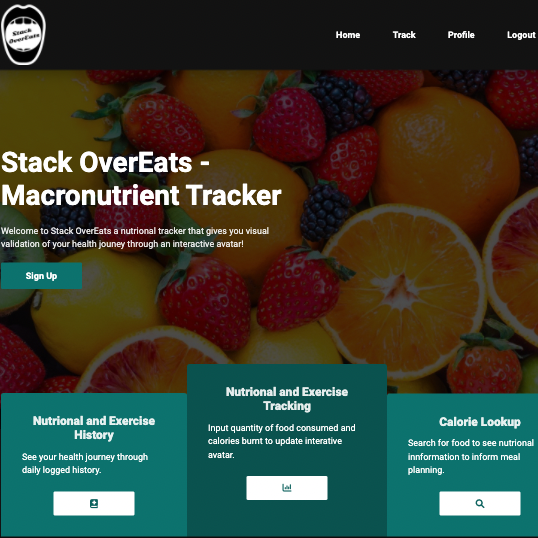 Stack
OverEats
Home
Track
Profile
Logout
Stack OverEats -
Macronutrient Tracker
Welcome to Stack OverEats a nutrional tracker that gives you visual
validation of your health jouney through an interactive avatar!
Sign Up
Nutrional and Exercise
History
See your health journey through
daily logged history.
Nutrional and Exercise
Tracking
Input quantity of food consumed and
calories burnt to update interative
avatar.
Calorie Lookup
Search for food to see nutrional
innformation to inform meal
planning.